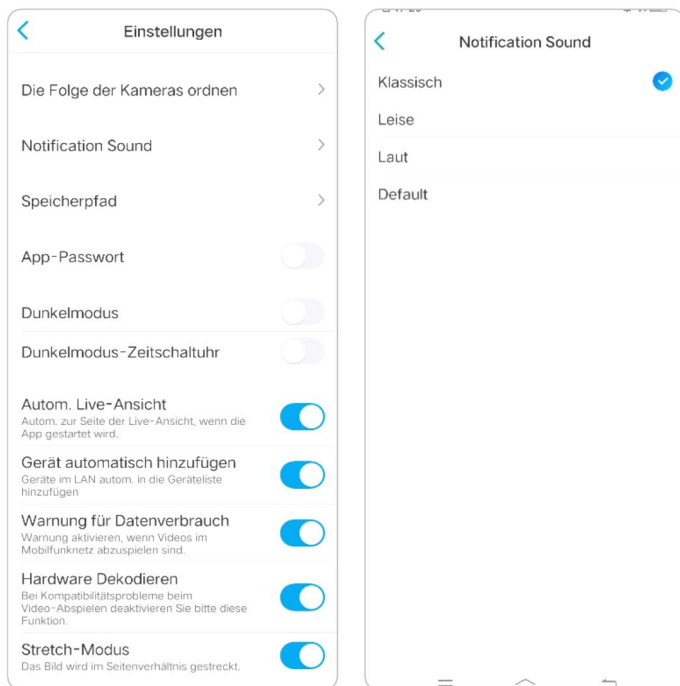 Einstellungen
Die Folge der Kameras ordnen
Notification Sound
Speicherpfad
App-Passwort
Dunkelmodus
Dunkelmodus-Zeitschaltuhr
Autom. Live-Ansicht
Autom. zur Seite der Live-Ansicht, wenn die
App gestartet wird.
Gerät automatisch hinzufügen
Geräte im LAN autom. in die Geräteliste
hinzufügen
Warnung für Datenverbrauch
Warnung aktivieren, wenn Videos im
Mobilfunknetz abzuspielen sind.
Hardware Dekodieren
Bei Kompatibilitätsprobleme beim
Video-Abspielen deaktivieren Sie bitte diese
Funktion.
Stretch-Modus
Das Bild wird im Seitenverhältnis gestreckt.
Notification Sound
Klassisch
Leise
Laut
Default